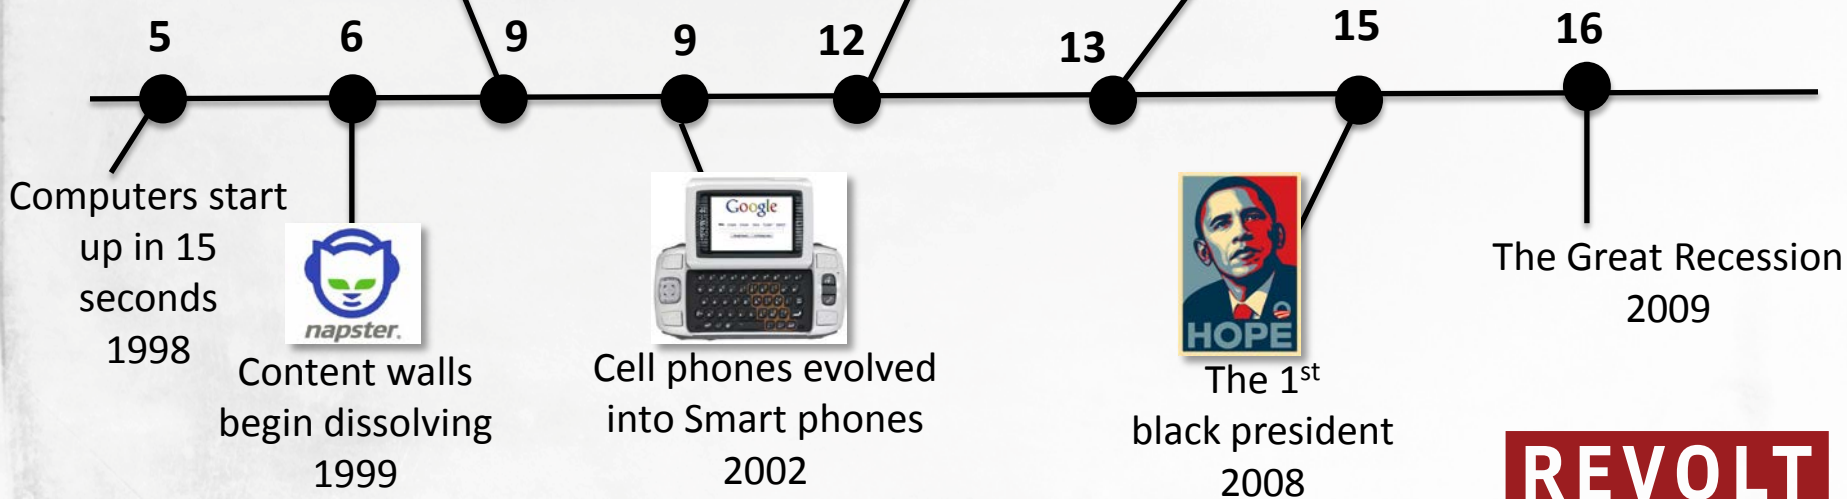 5
6
9
9
12
13
15
16
Computers start
up in 15
seconds
1998
napster.
Content walls
begin dissolving
1999
Google
Cell phones evolved
into Smart phones
2002
HOPE
The 1st
black president
2008
The Great Recession
2009
REVOLT